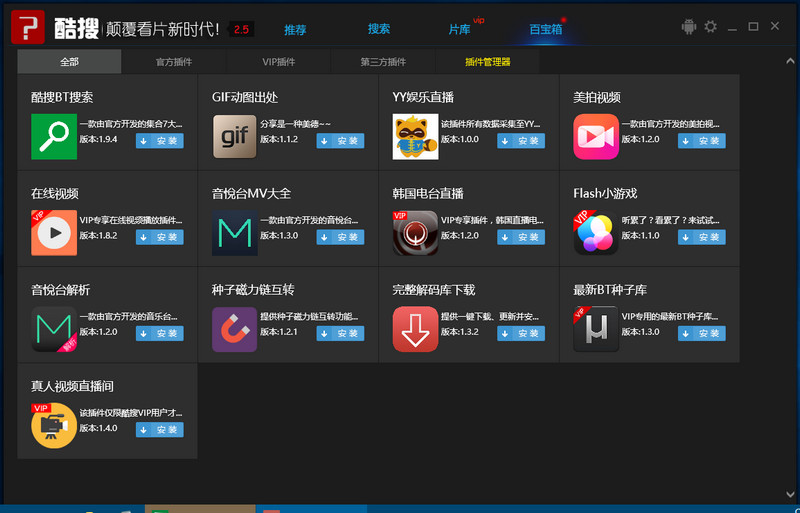 酷搜 颠覆看片新时代! 2.5 推荐 搜索 片库 vip 百宝箱
全部 官方插件 VIP插件 第三方插件 插件管理器
酷搜BT搜索
一款由官方开发的集合7大...
版本:1.9.4 安装
GIF动图出处
gif
分享是一种美德~~
版本:1.1.2 安装
YY娱乐直播
该插件所有数据采集至YY...
版本:1.0.0 安装
美拍视频
一款由官方开发的美拍视...
版本:1.2.0 安装
在线视频
VIP
VIP专享在线视频播放插件...
版本:1.8.2 安装
音悦台MV大全
一款由官方开发的音悦台...
版本:1.3.0 安装
韩国电台直播
VIP
VIP专享插件，韩国直播电...
版本:1.2.0 安装
Flash小游戏
VIP
听累了？看累了？来试试...
版本:1.1.0 安装
音悦台解析
解析
一款由官方开发的音乐台...
版本:1.2.0 安装
种子磁力链互转
提供种子磁力链互转功能...
版本:1.2.1 安装
完整解码库下载
提供一键下载、更新并安...
版本:1.3.2 安装
最新BT种子库
VIP
VIP专用的最新BT种子库...
版本:1.3.0 安装
真人视频直播间
VIP
该插件仅限酷搜VIP用户才...
版本:1.4.0 安装